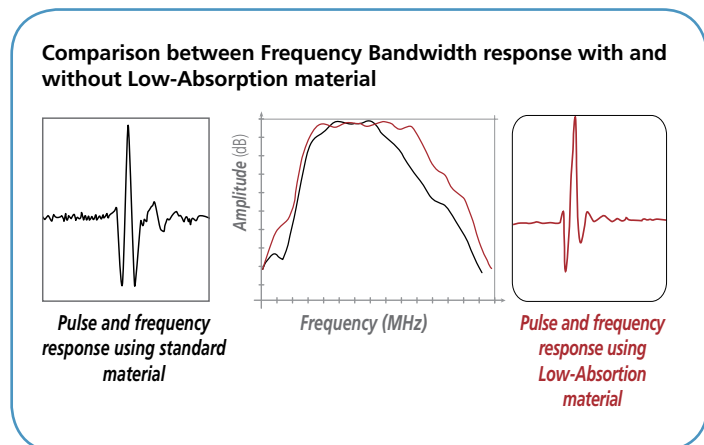 Comparison between Frequency Bandwidth response with and
without Low-Absorption material
Amplitude (dB)
Frequency (MHz)
Pulse and frequency
response using standard
material
Pulse and frequency
response using
Low-Absortion
material